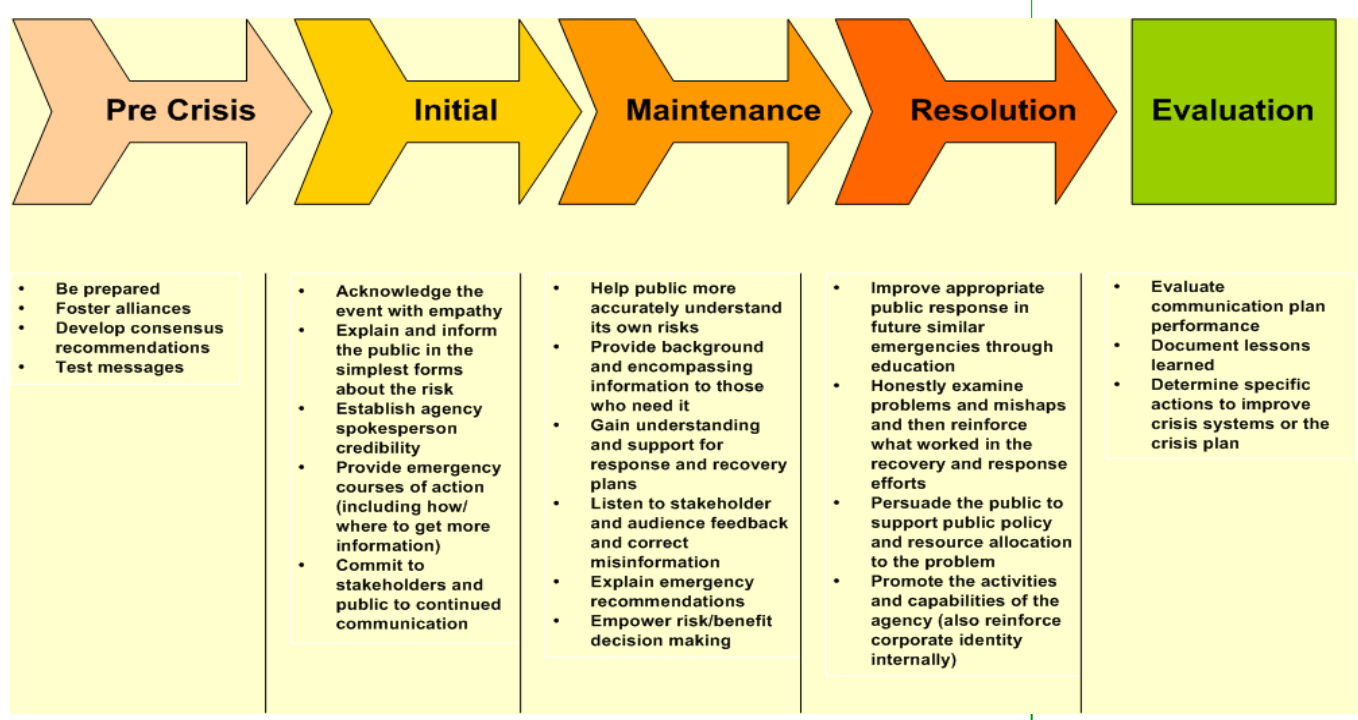 Pre Crisis
Initial
Maintenance
Resolution
Evaluation
• Be prepared
• Foster alliances
• Develop consensus
recommendations
• Test messages
• Acknowledge the
event with empathy
• Explain and inform
the public in the
simplest forms
about the risk
• Establish agency
spokesperson
credibility
• Provide emergency
courses of action
(including how/
where to get more
information)
• Commit to
stakeholders and
public to continued
communication
• Help public more
accurately understand
its own risks
• Provide background
and encompassing
information to those
who need it
• Gain understanding
and support for
response and recovery
plans
• Listen to stakeholder
and audience feedback
and correct
misinformation
• Explain emergency
recommendations
• Empower risk/benefit
decision making
• Improve appropriate
public response in
future similar
emergencies through
education
• Honestly examine
problems and mishaps
and then reinforce
what worked in the
recovery and response
efforts
• Persuade the public to
support public policy
and resource allocation
to the problem
• Promote the activities
and capabilities of the
agency (also reinforce
corporate identity
internally)
• Evaluate
communication plan
performance
• Document lessons
learned
• Determine specific
actions to improve
crisis systems or the
crisis plan